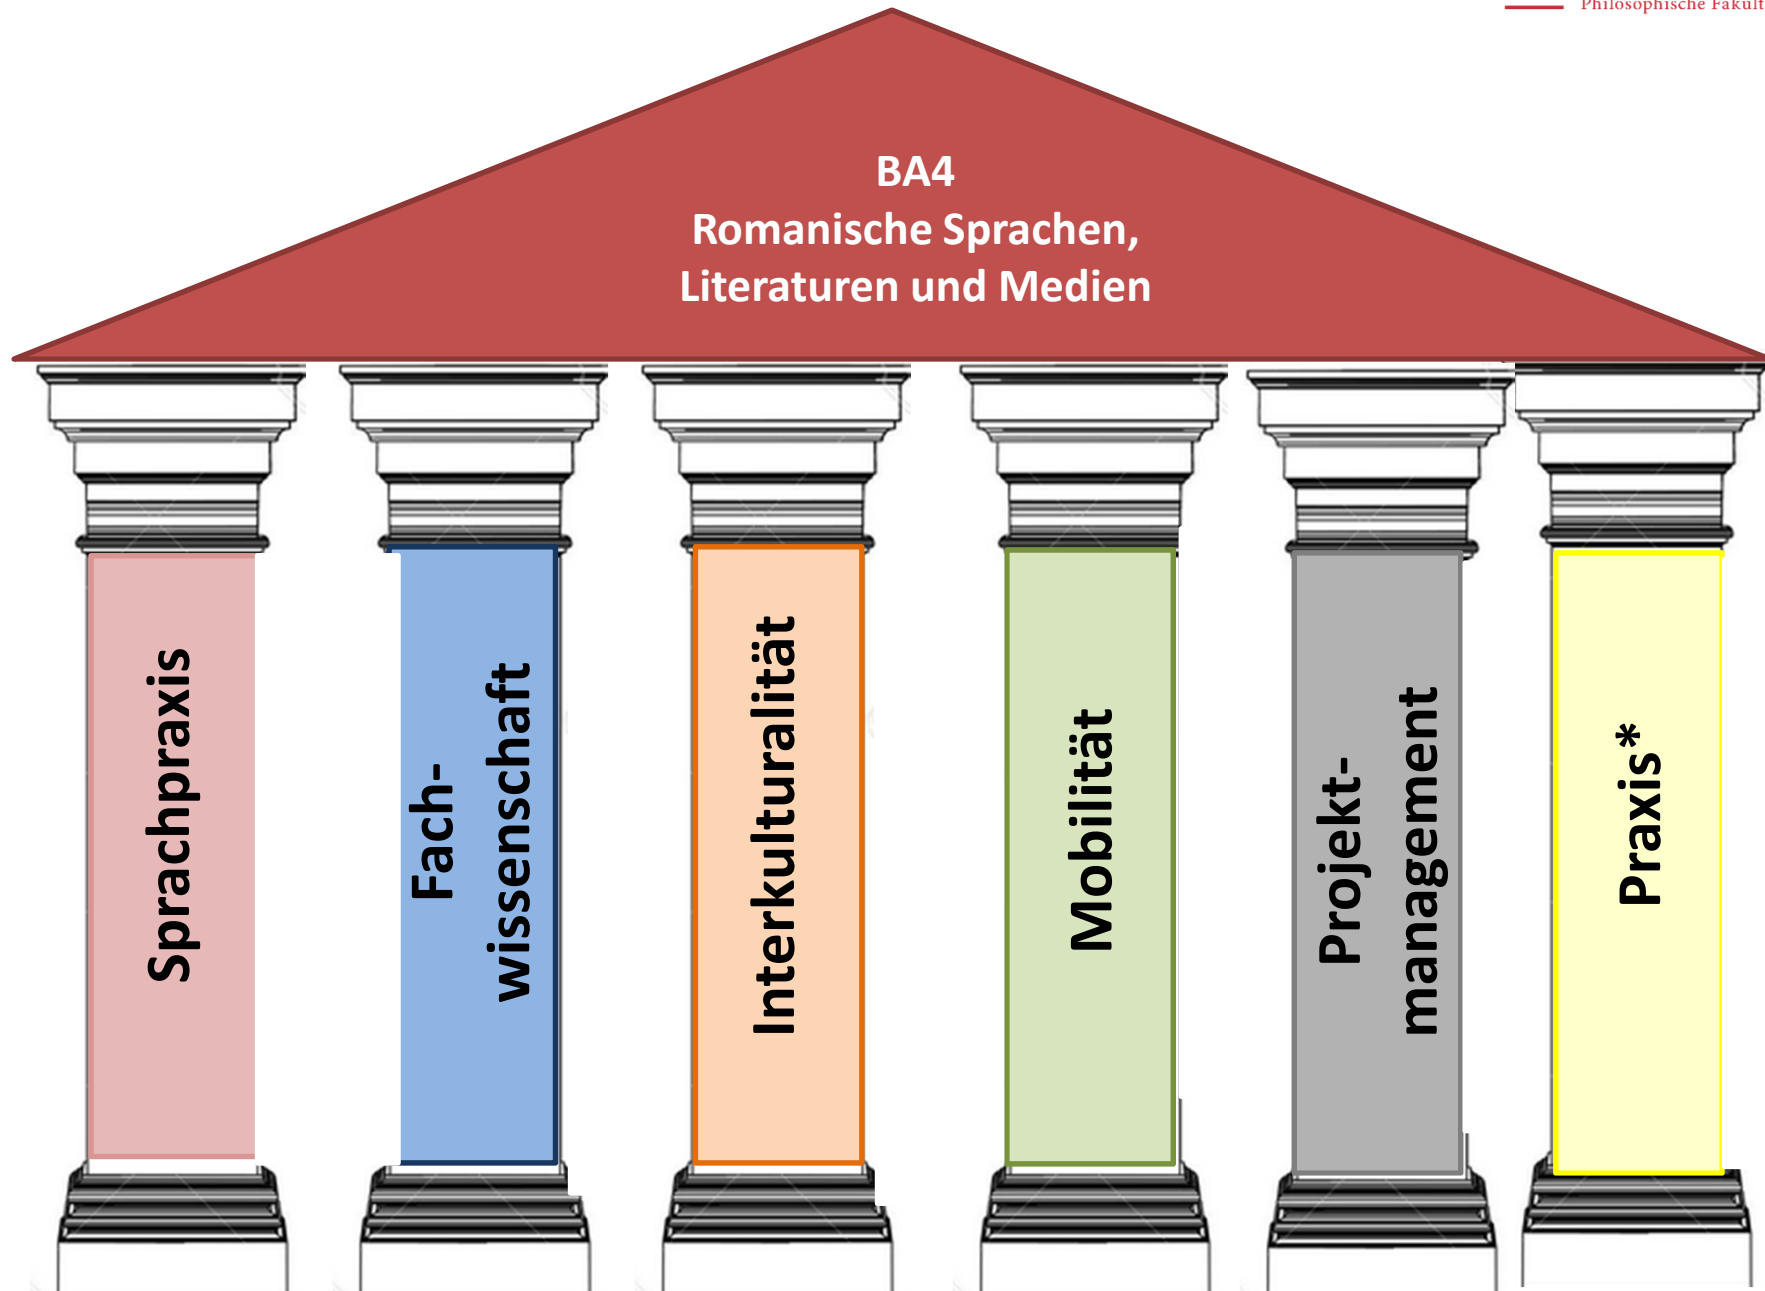 Philosophische Fakult
BA4
Romanische Sprachen,
Literaturen und Medien
Sprachpraxis
Fach-
wissenschaft
Interkulturalität
Mobilität
Projekt-
management
Praxis*